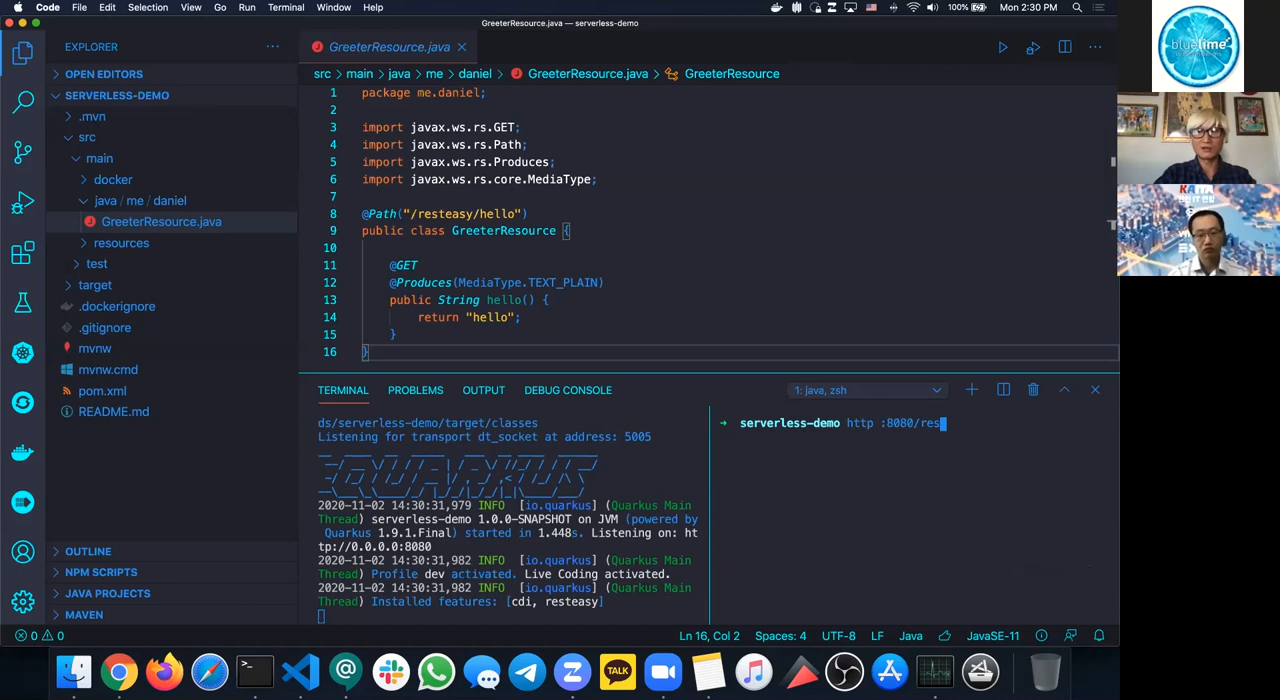 Code File Edit Selection View Go Run Terminal Window Help 100% Mon 2:30 PM
GreeterResource.java — serverless-demo
EXPLORER
OPEN EDITORS
SERVERLESS-DEMO
.mvn
src
main
docker
java / me / daniel
GreeterResource.java
resources
test
target
.dockerignore
.gitignore
mvnw
mvnw.cmd
pom.xml
README.md
OUTLINE
NPM SCRIPTS
JAVA PROJECTS
MAVEN
GreeterResource.java
src > main > java > me > daniel > GreeterResource.java > GreeterResource
1 package me.daniel;
2
3 import javax.ws.rs.GET;
4 import javax.ws.rs.Path;
5 import javax.ws.rs.Produces;
6 import javax.ws.rs.core.MediaType;
7
8 @Path("/resteasy/hello")
9 public class GreeterResource {
10
11 @GET
12 @Produces(MediaType.TEXT_PLAIN)
13 public String hello() {
14 return "hello";
15 }
16 }
TERMINAL PROBLEMS OUTPUT DEBUG CONSOLE 1: java, zsh
ds/serverless-demo/target/classes
Listening for transport dt_socket at address: 5005
2020-11-02 14:30:31,979 INFO [io.quarkus] (Quarkus Main
Thread) serverless-demo 1.0.0-SNAPSHOT on JVM (powered by
Quarkus 1.9.1.Final) started in 1.448s. Listening on: ht
tp://0.0.0.0:8080
2020-11-02 14:30:31,982 INFO [io.quarkus] (Quarkus Main
Thread) Profile dev activated. Live Coding activated.
2020-11-02 14:30:31,982 INFO [io.quarkus] (Quarkus Main
Thread) Installed features: [cdi, resteasy]
→ serverless-demo http :8080/res
0 0 Ln 16, Col 2 Spaces: 4 UTF-8 LF Java JavaSE-11
TALK
bluelime